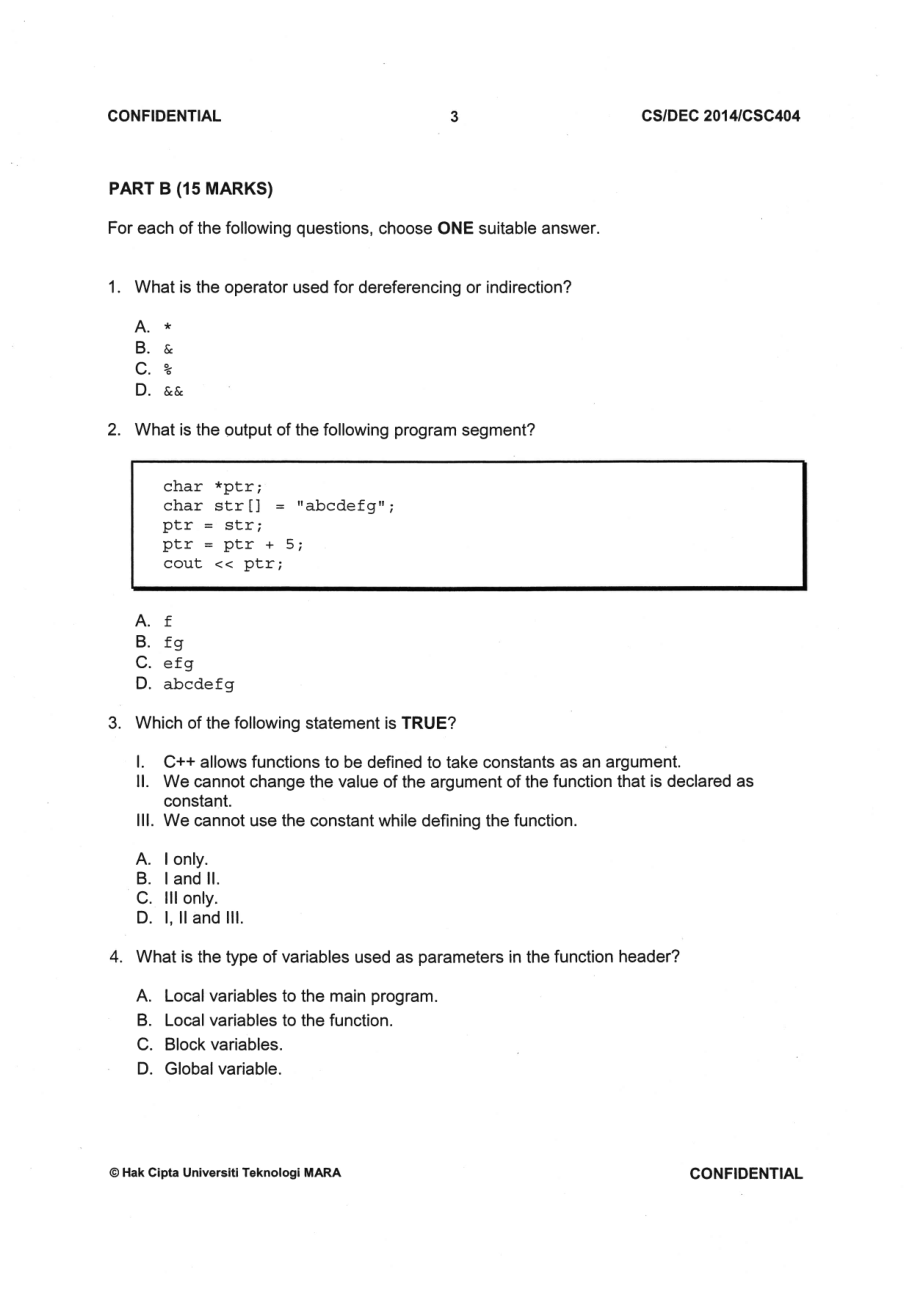 CONFIDENTIAL 3 CS/DEC 2014/CSC404
PART B (15 MARKS)
For each of the following questions, choose ONE suitable answer.
1. What is the operator used for dereferencing or indirection?
A. *
B. &
C. %
D. &&
2. What is the output of the following program segment?
char *ptr;
char str[] = "abcdefg";
ptr = str;
ptr = ptr + 5;
cout << ptr;
A. f
B. fg
C. efg
D. abcdefg
3. Which of the following statement is TRUE?
I. C++ allows functions to be defined to take constants as an argument.
II. We cannot change the value of the argument of the function that is declared as
constant.
III. We cannot use the constant while defining the function.
A. I only.
B. I and II.
C. III only.
D. I, II and III.
4. What is the type of variables used as parameters in the function header?
A. Local variables to the main program.
B. Local variables to the function.
C. Block variables.
D. Global variable.
© Hak Cipta Universiti Teknologi MARA CONFIDENTIAL